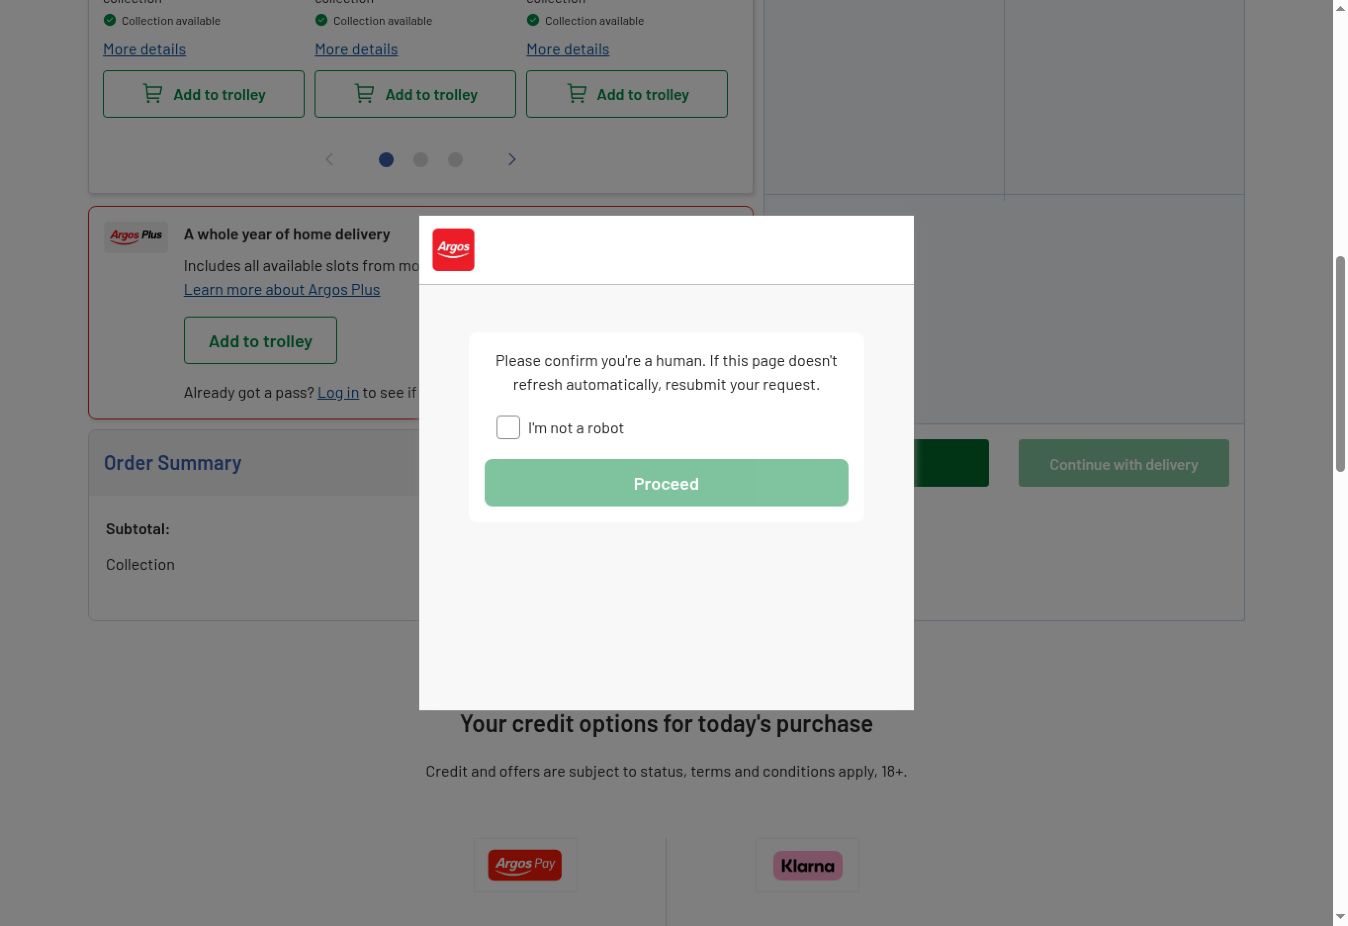 collection collection collection
Collection available Collection available Collection available
More details More details More details
Add to trolley Add to trolley Add to trolley
Argos Plus
A whole year of home delivery
Includes all available slots from
Learn more about Argos Plus
Add to trolley
Already got a pass? Log in to see if
Order Summary
Subtotal:
Collection
Argos
Please confirm you're a human. If this page doesn't
refresh automatically, resubmit your request.
I'm not a robot
Proceed
Continue with delivery
Your credit options for today's purchase
Credit and offers are subject to status, terms and conditions apply, 18+.
Argos Pay
Klarna